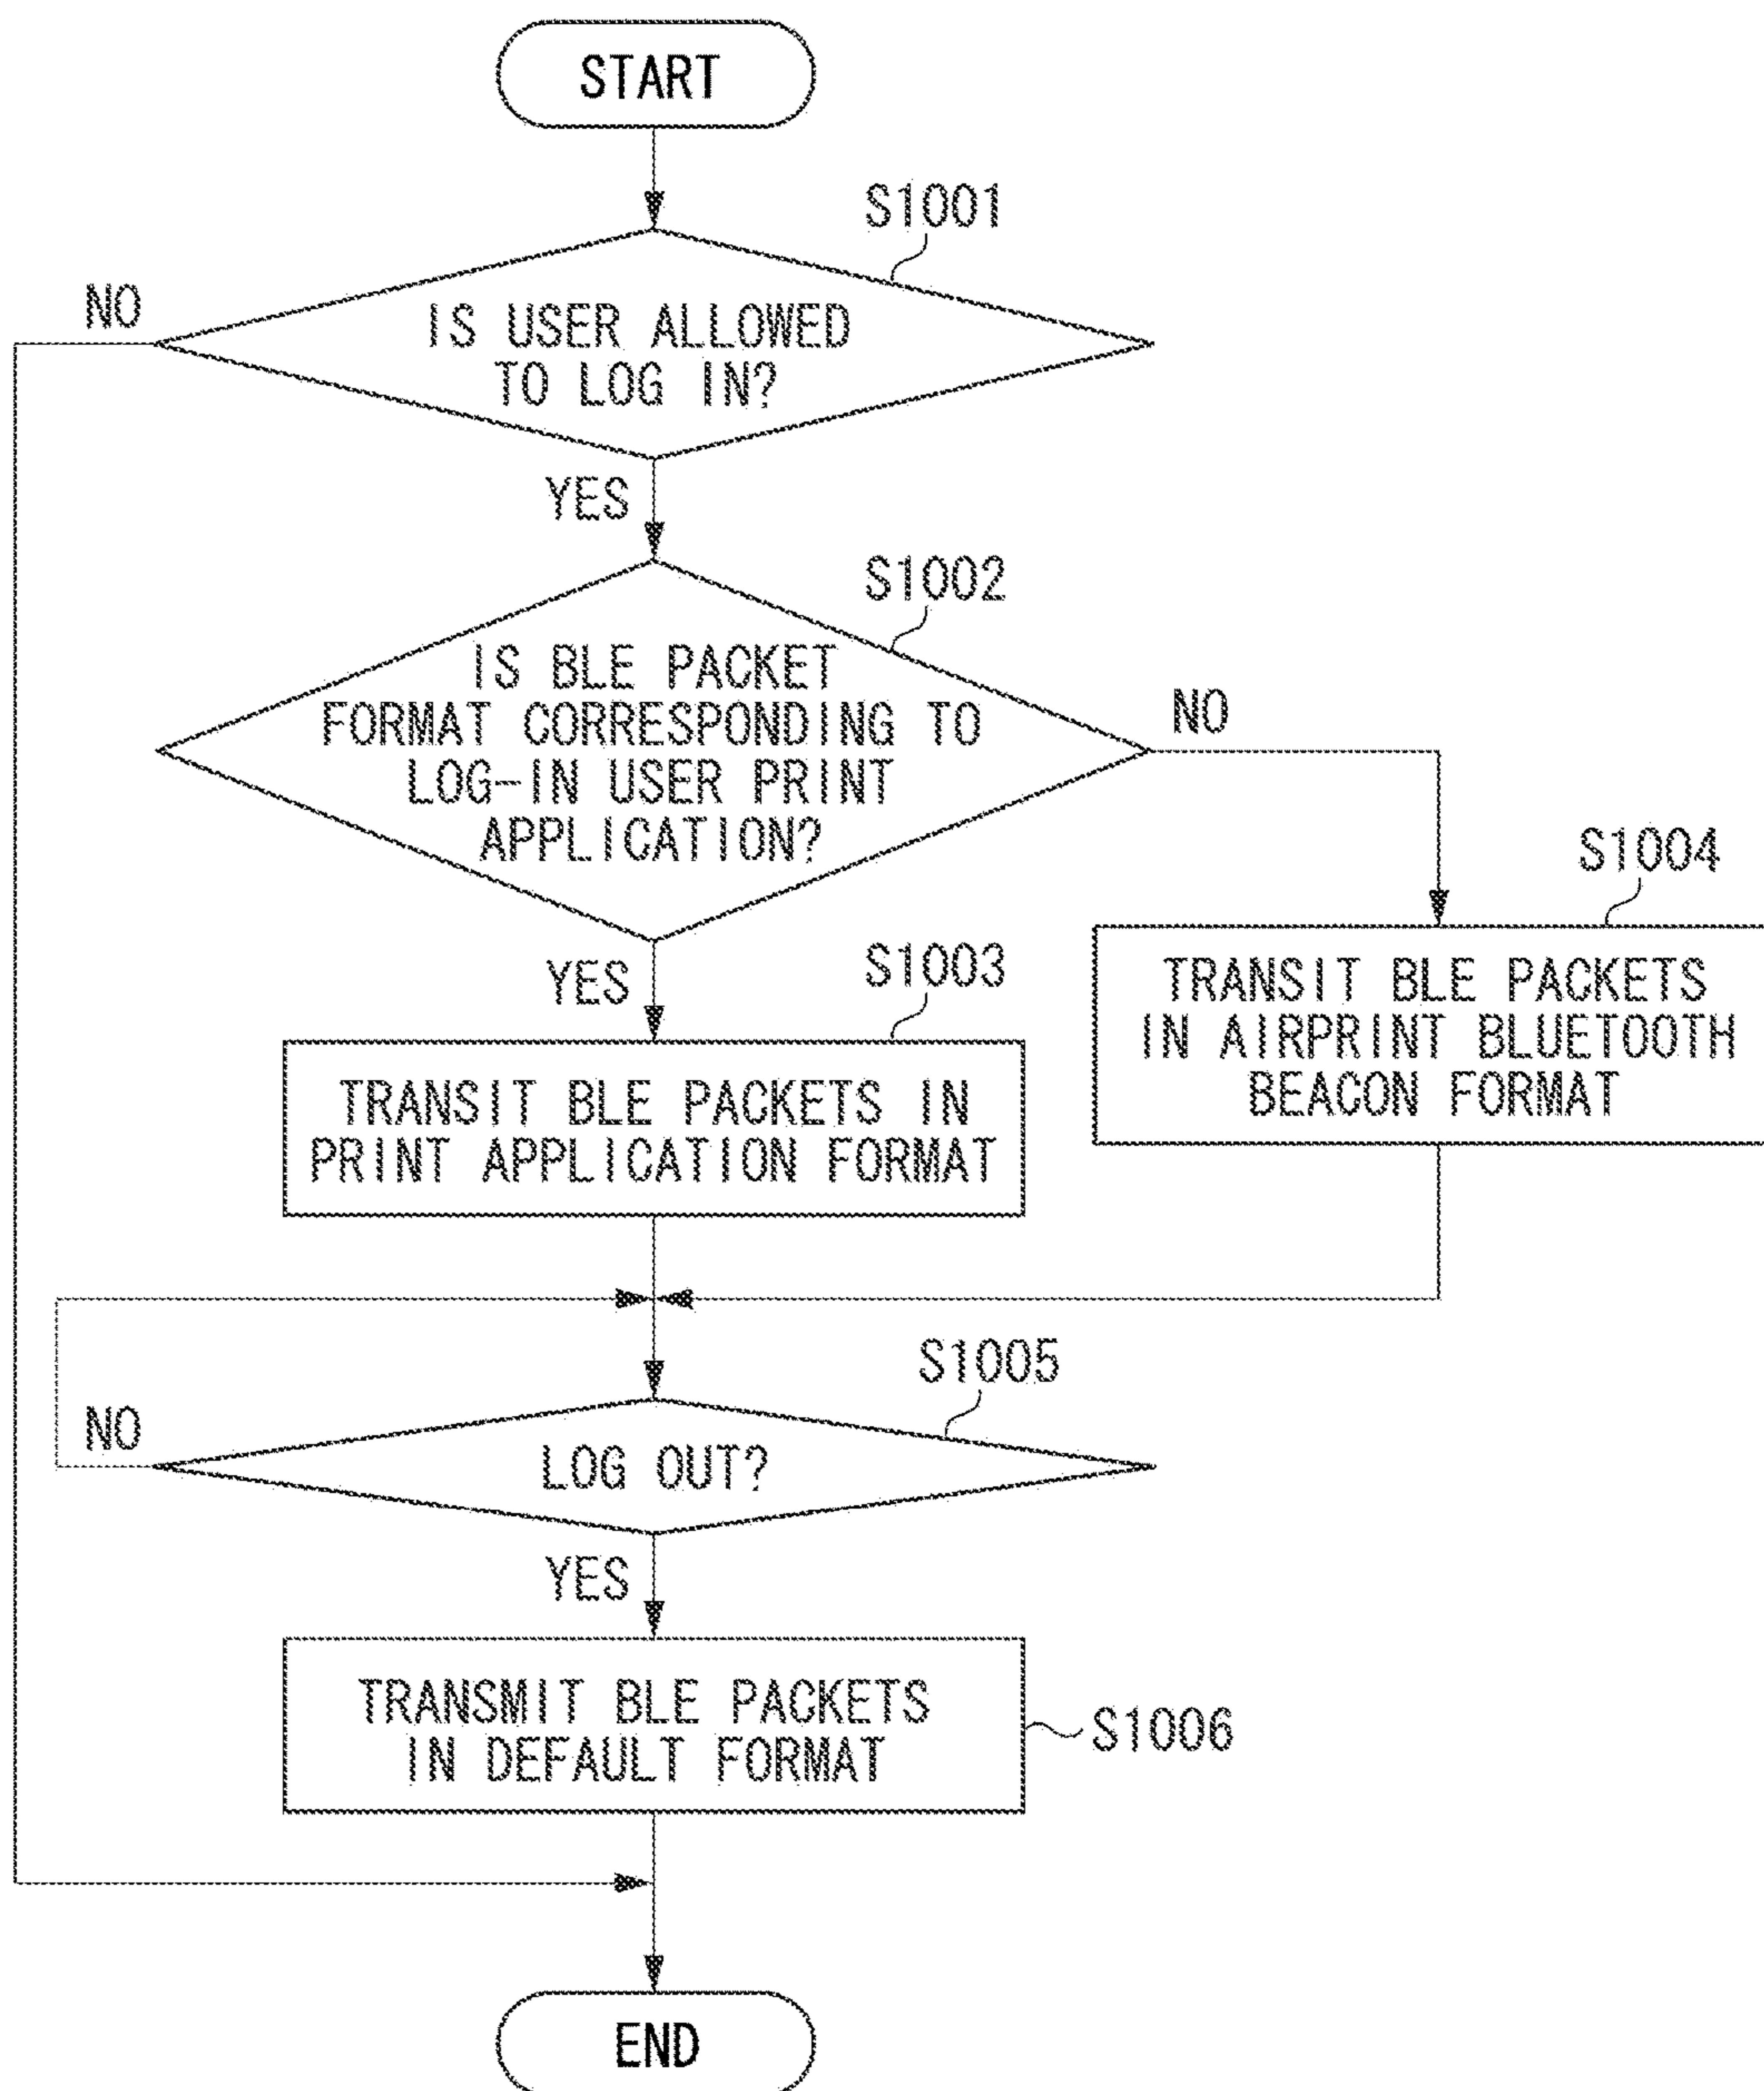 START
S1001
NO
IS USER ALLOWED
TO LOG IN?
YES
S1002
IS BLE PACKET
FORMAT CORRESPONDING TO
LOG-IN USER PRINT
APPLICATION?
NO
S1004
YES
S1003
TRANSIT BLE PACKETS
IN AIRPRINT BLUETOOTH
BEACON FORMAT
TRANSIT BLE PACKETS IN
PRINT APPLICATION FORMAT
S1005
NO
LOG OUT?
YES
TRANSMIT BLE PACKETS
IN DEFAULT FORMAT
S1006
END